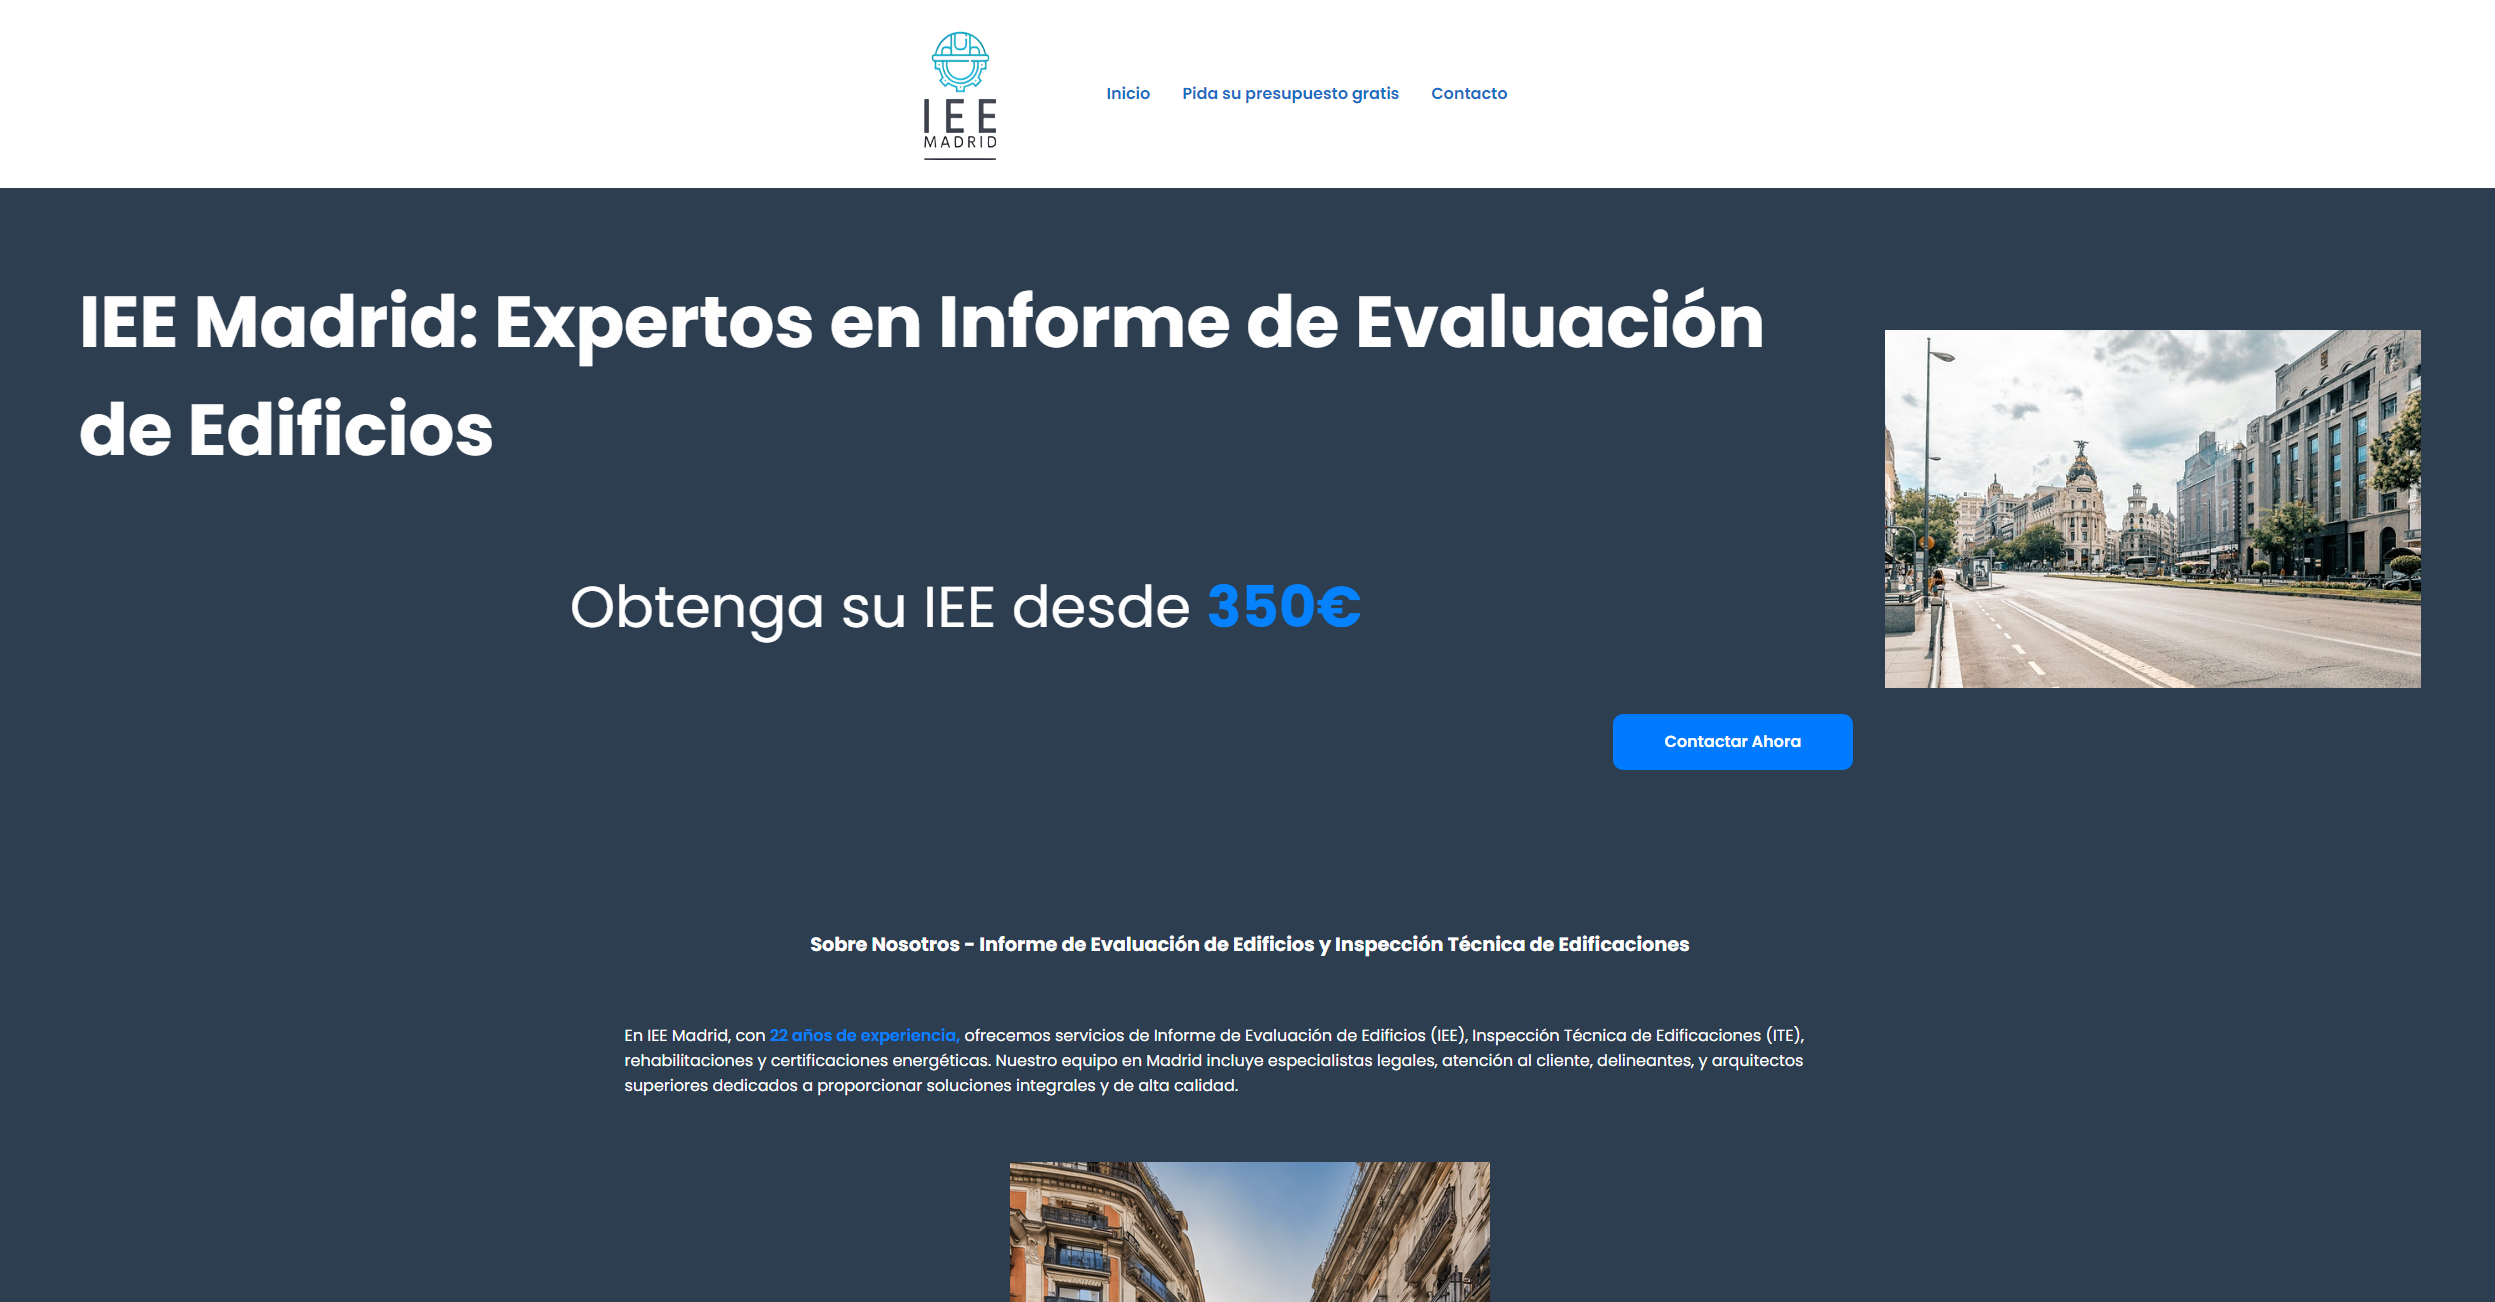 IEE
MADRID
Inicio
Pida su presupuesto gratis
Contacto
IEE Madrid: Expertos en Informe de Evaluación
de Edificios
Obtenga su IEE desde 350€
Contactar Ahora
Sobre Nosotros - Informe de Evaluación de Edificios y Inspección Técnica de Edificaciones
En IEE Madrid, con 22 años de experiencia, ofrecemos servicios de Informe de Evaluación de Edificios (IEE), Inspección Técnica de Edificaciones (ITE),
rehabilitaciones y certificaciones energéticas. Nuestro equipo en Madrid incluye especialistas legales, atención al cliente, delineantes, y arquitectos
superiores dedicados a proporcionar soluciones integrales y de alta calidad.